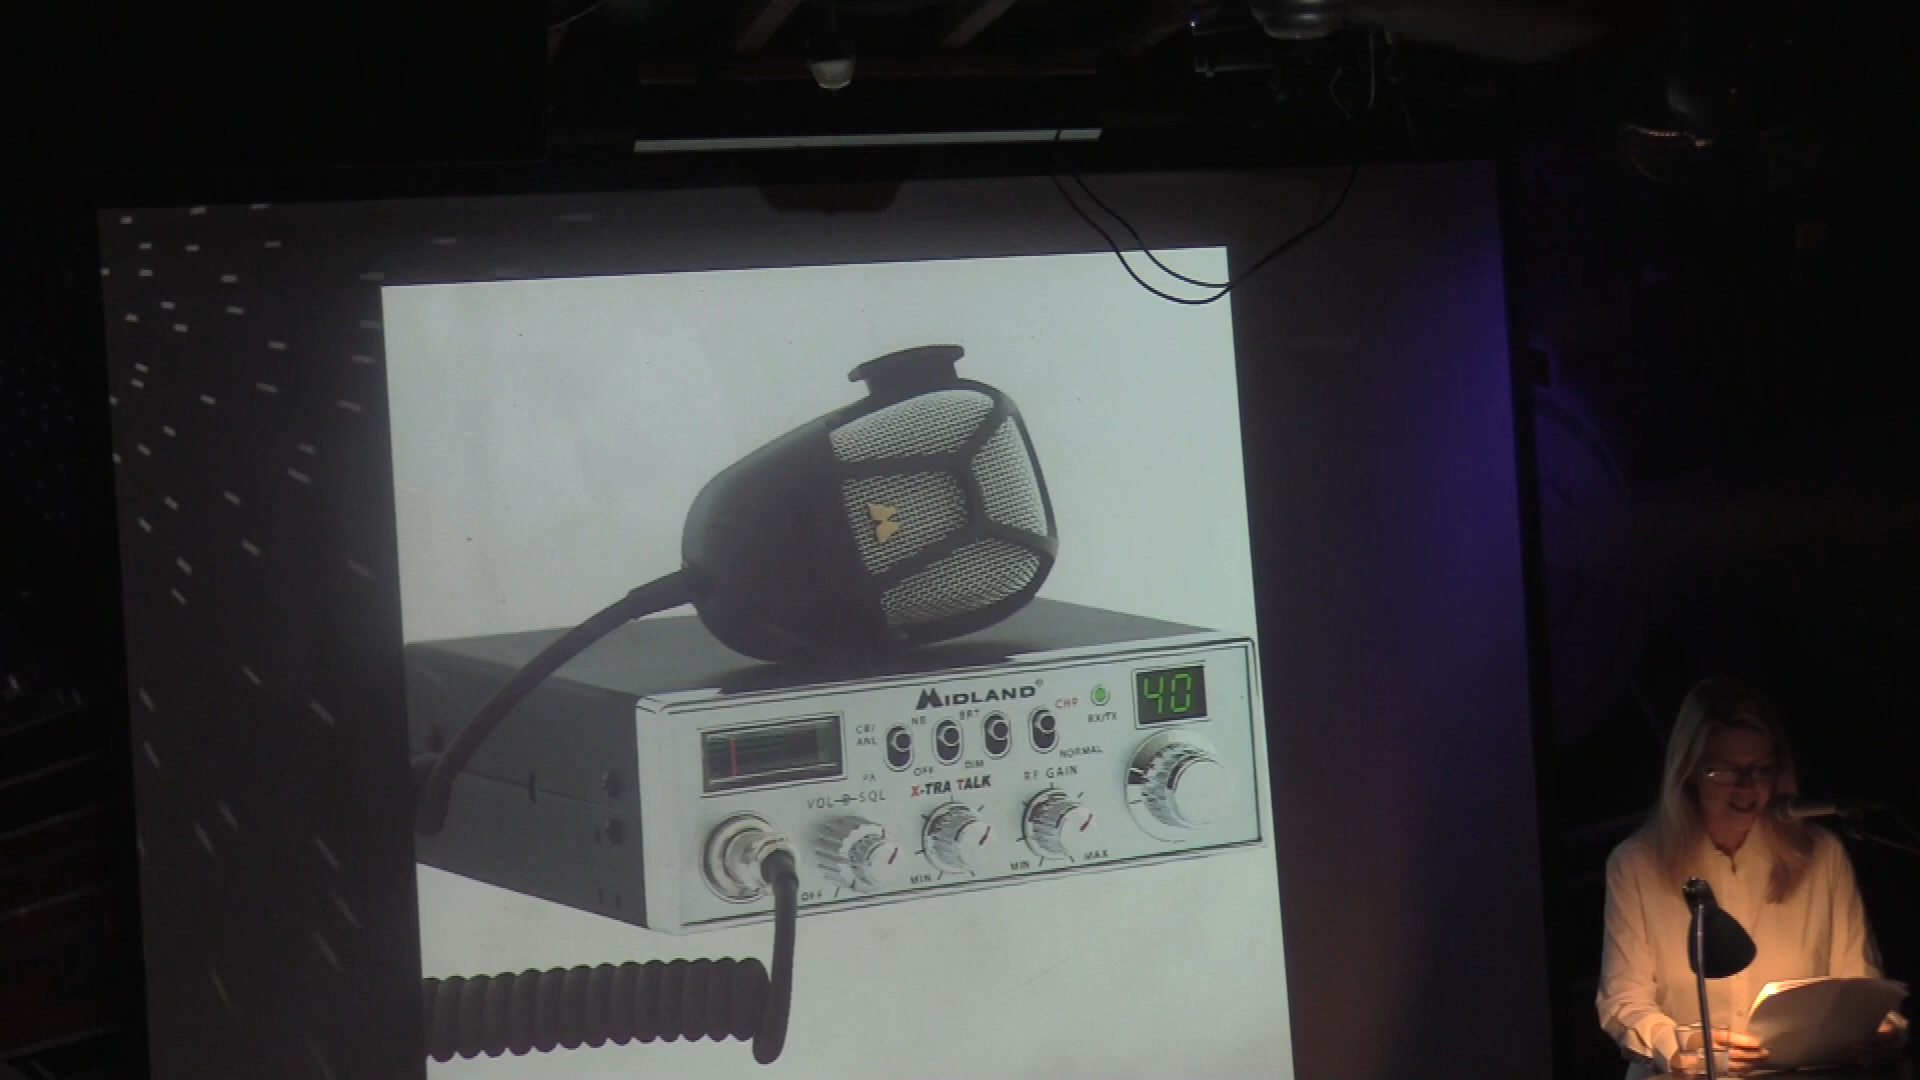 MIDLAND®
40
CHP
RX/TX
NB
BRT
CB/
ANL
PA
OFF
DIM
NORMAL
VOL SQL
X-TRA TALK
RF GAIN
OFF
MIN
MIN
MAX